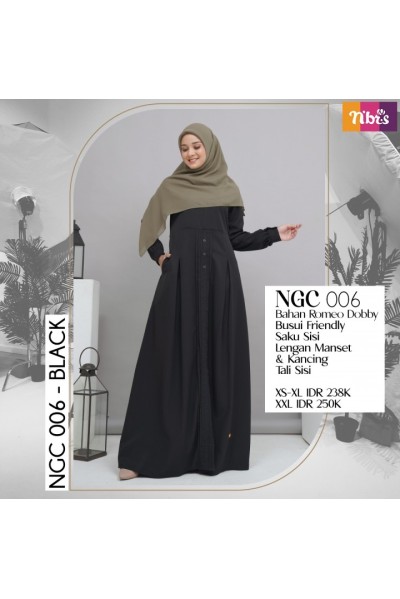 Nbr's
NGC 006
Bahan Romeo Dobby
Busui Friendly
Saku Sisi
Lengan Manset
& Kancing
Tali Sisi
XS-XL IDR 238K
XXL IDR 250K
NGC 006 - BLACK